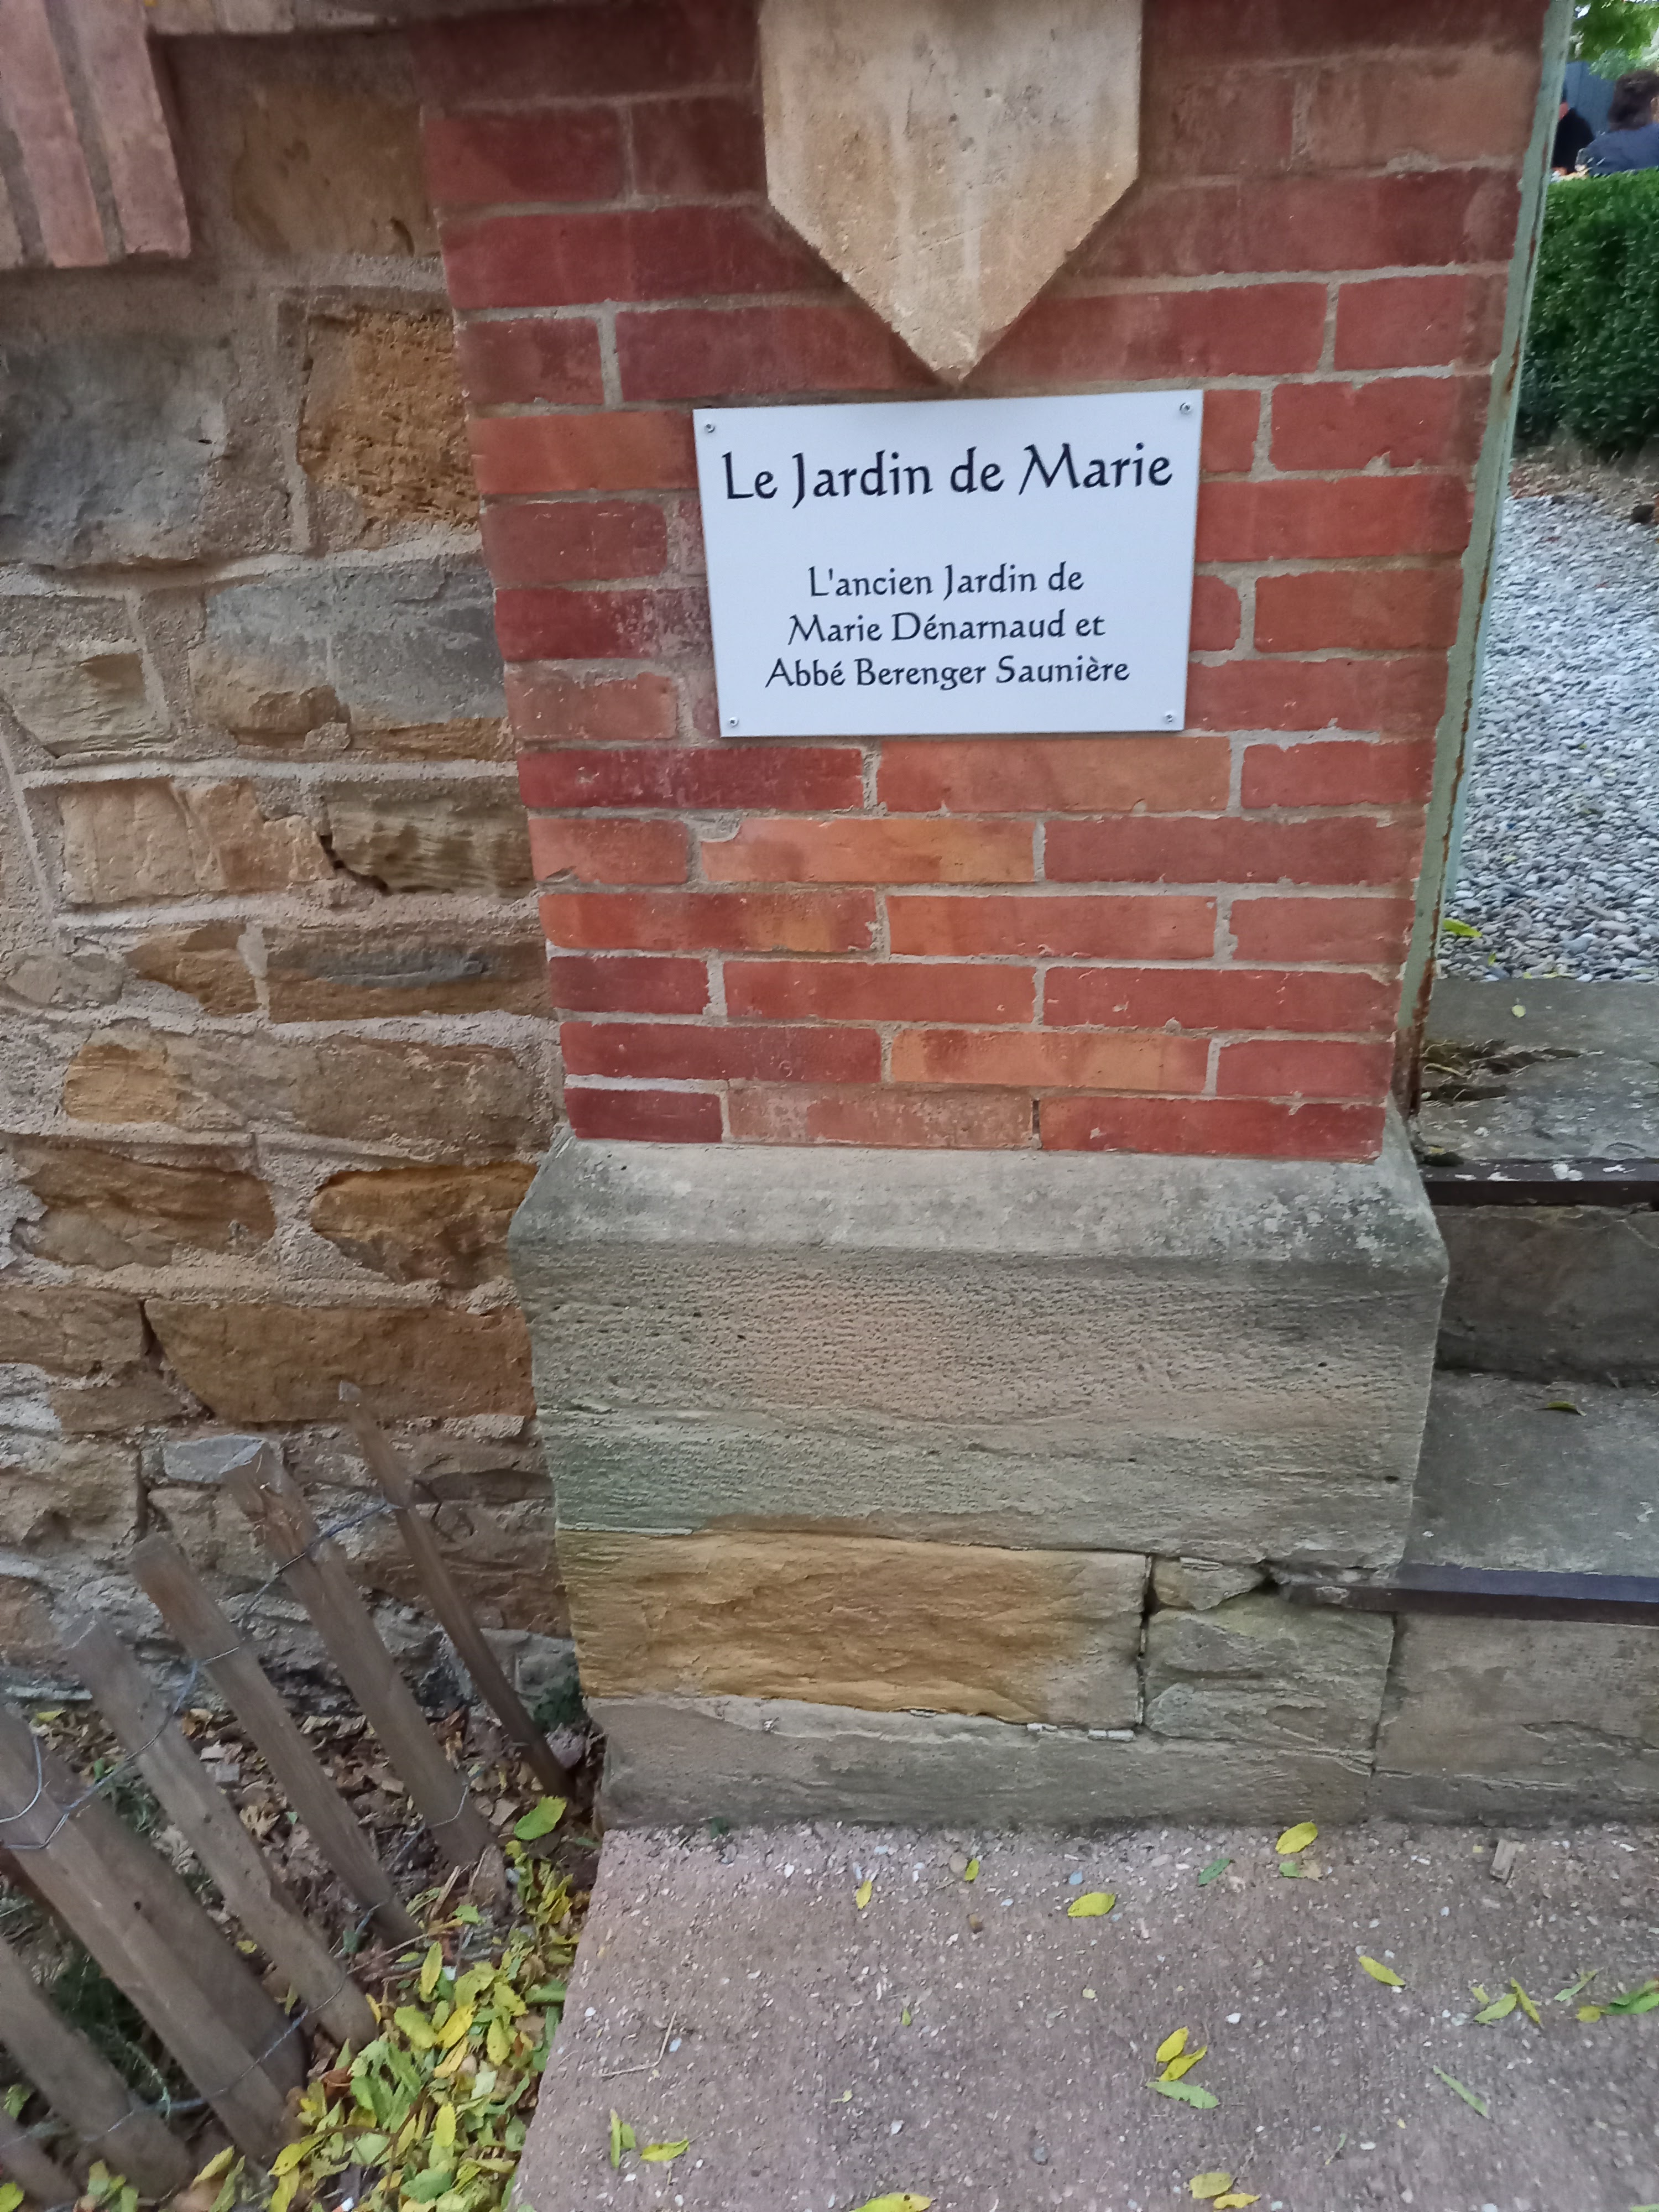 Le Jardin de Marie
L'ancien Jardin de
Marie Dénarnaud et
Abbé Berenger Saunière